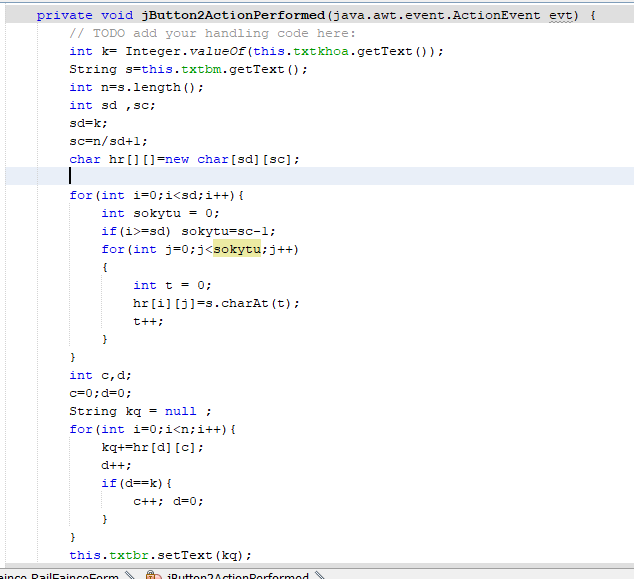 private void jButton2ActionPerformed(java.awt.event.ActionEvent evt) {
// TODO add your handling code here:
int k= Integer.valueOf(this.txtkhoa.getText());
String s=this.txtbm.getText();
int n=s.length();
int sd ,sc;
sd=k;
sc=n/sd+1;
char hr[][]=new char[sd][sc];
for(int i=0;i<sd;i++){
int sokytu = 0;
if(i>=sd) sokytu=sc-1;
for(int j=0;j<sokytu;j++)
{
int t = 0;
hr[i][j]=s.charAt(t);
t++;
}
}
int c,d;
c=0;d=0;
String kq = null ;
for(int i=0;i<n;i++){
kq+=hr[d][c];
d++;
if(d==k){
c++; d=0;
}
}
this.txtbr.setText(kq);